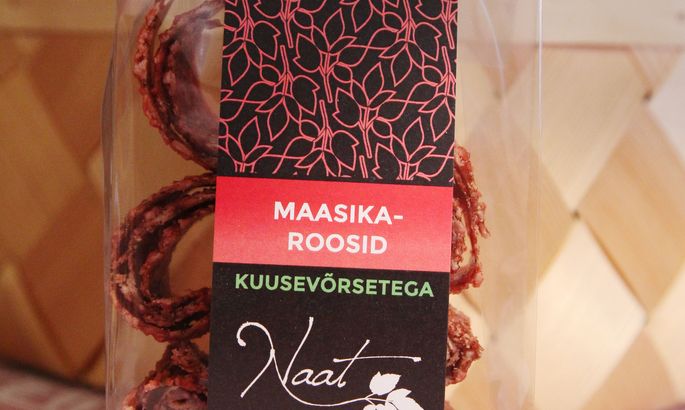 MAASIKA-
ROOSID
KUUSEVÕRSETEGA
Naat